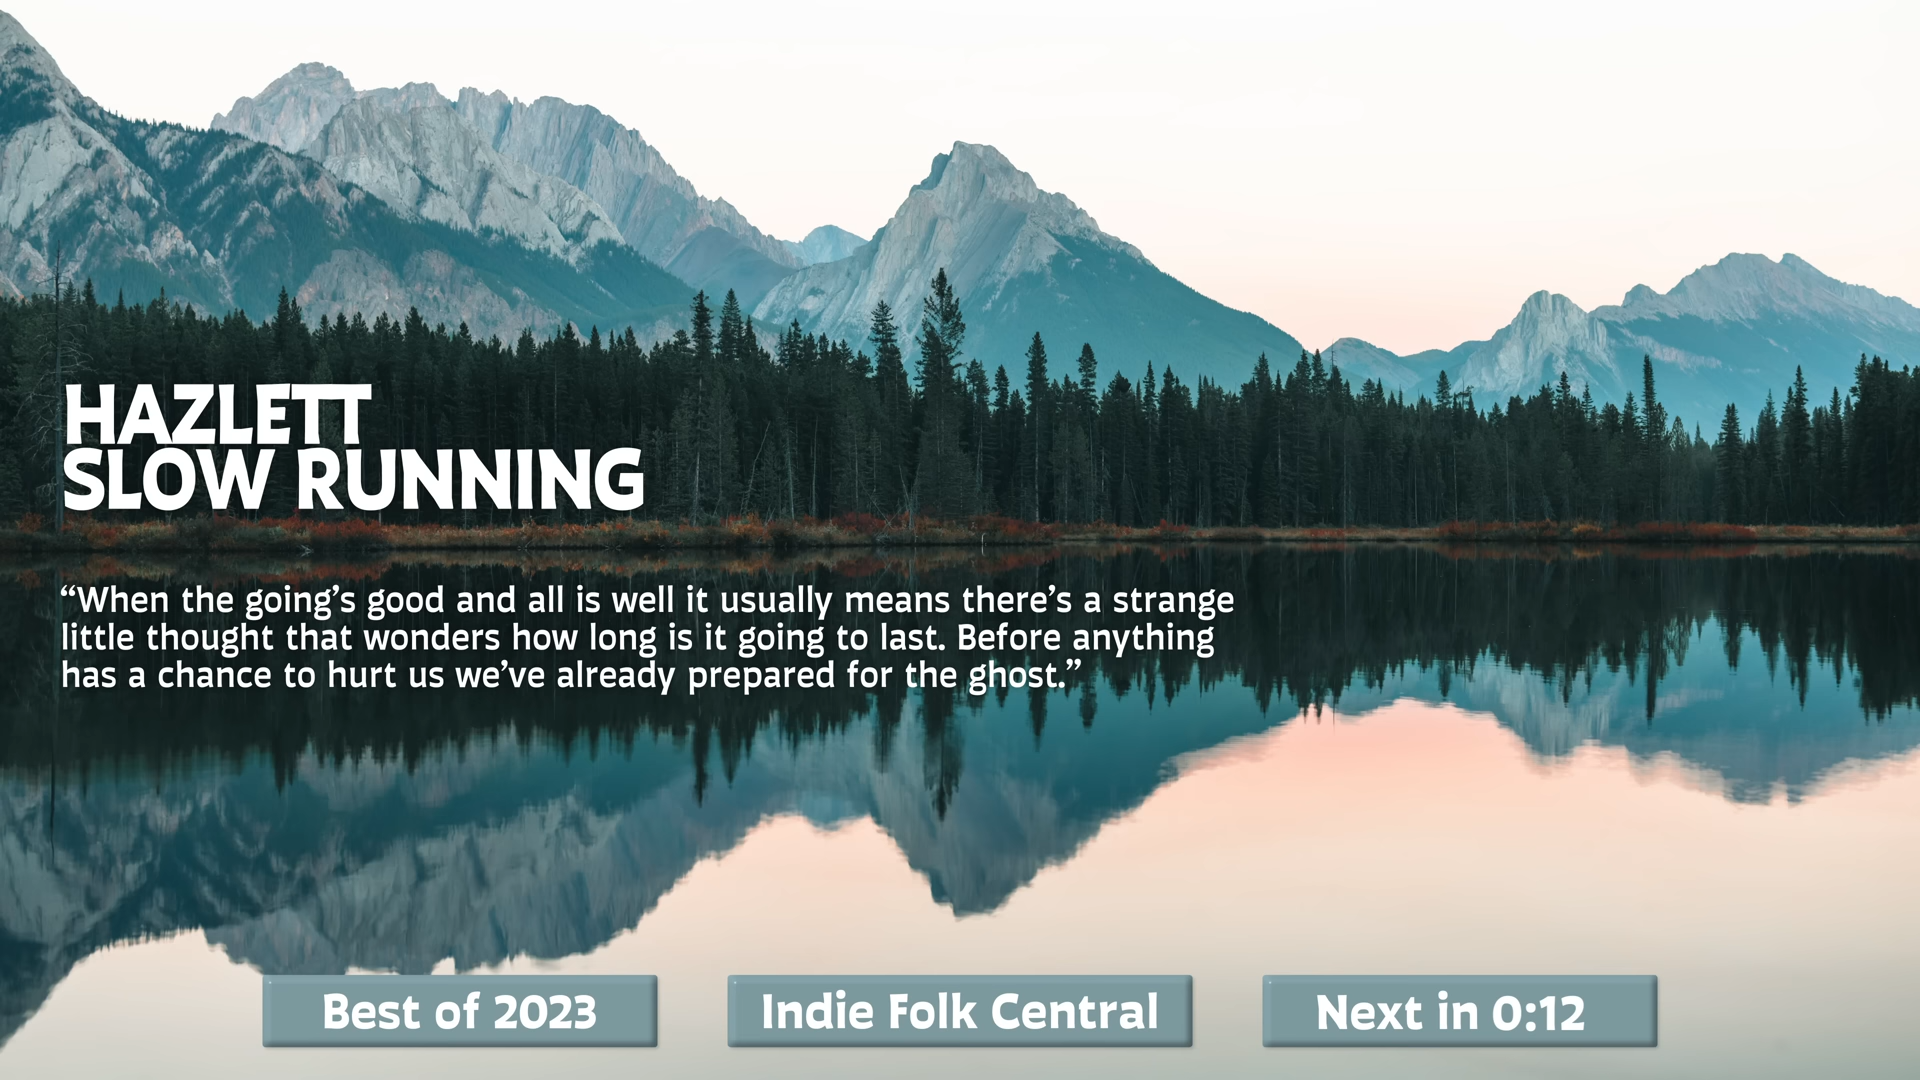 HAZLETT
SLOW RUNNING
“When the going’s good and all is well it usually means there’s a strange
little thought that wonders how long is it going to last. Before anything
has a chance to hurt us we’ve already prepared for the ghost.”
Best of 2023
Indie Folk Central
Next in 0:12